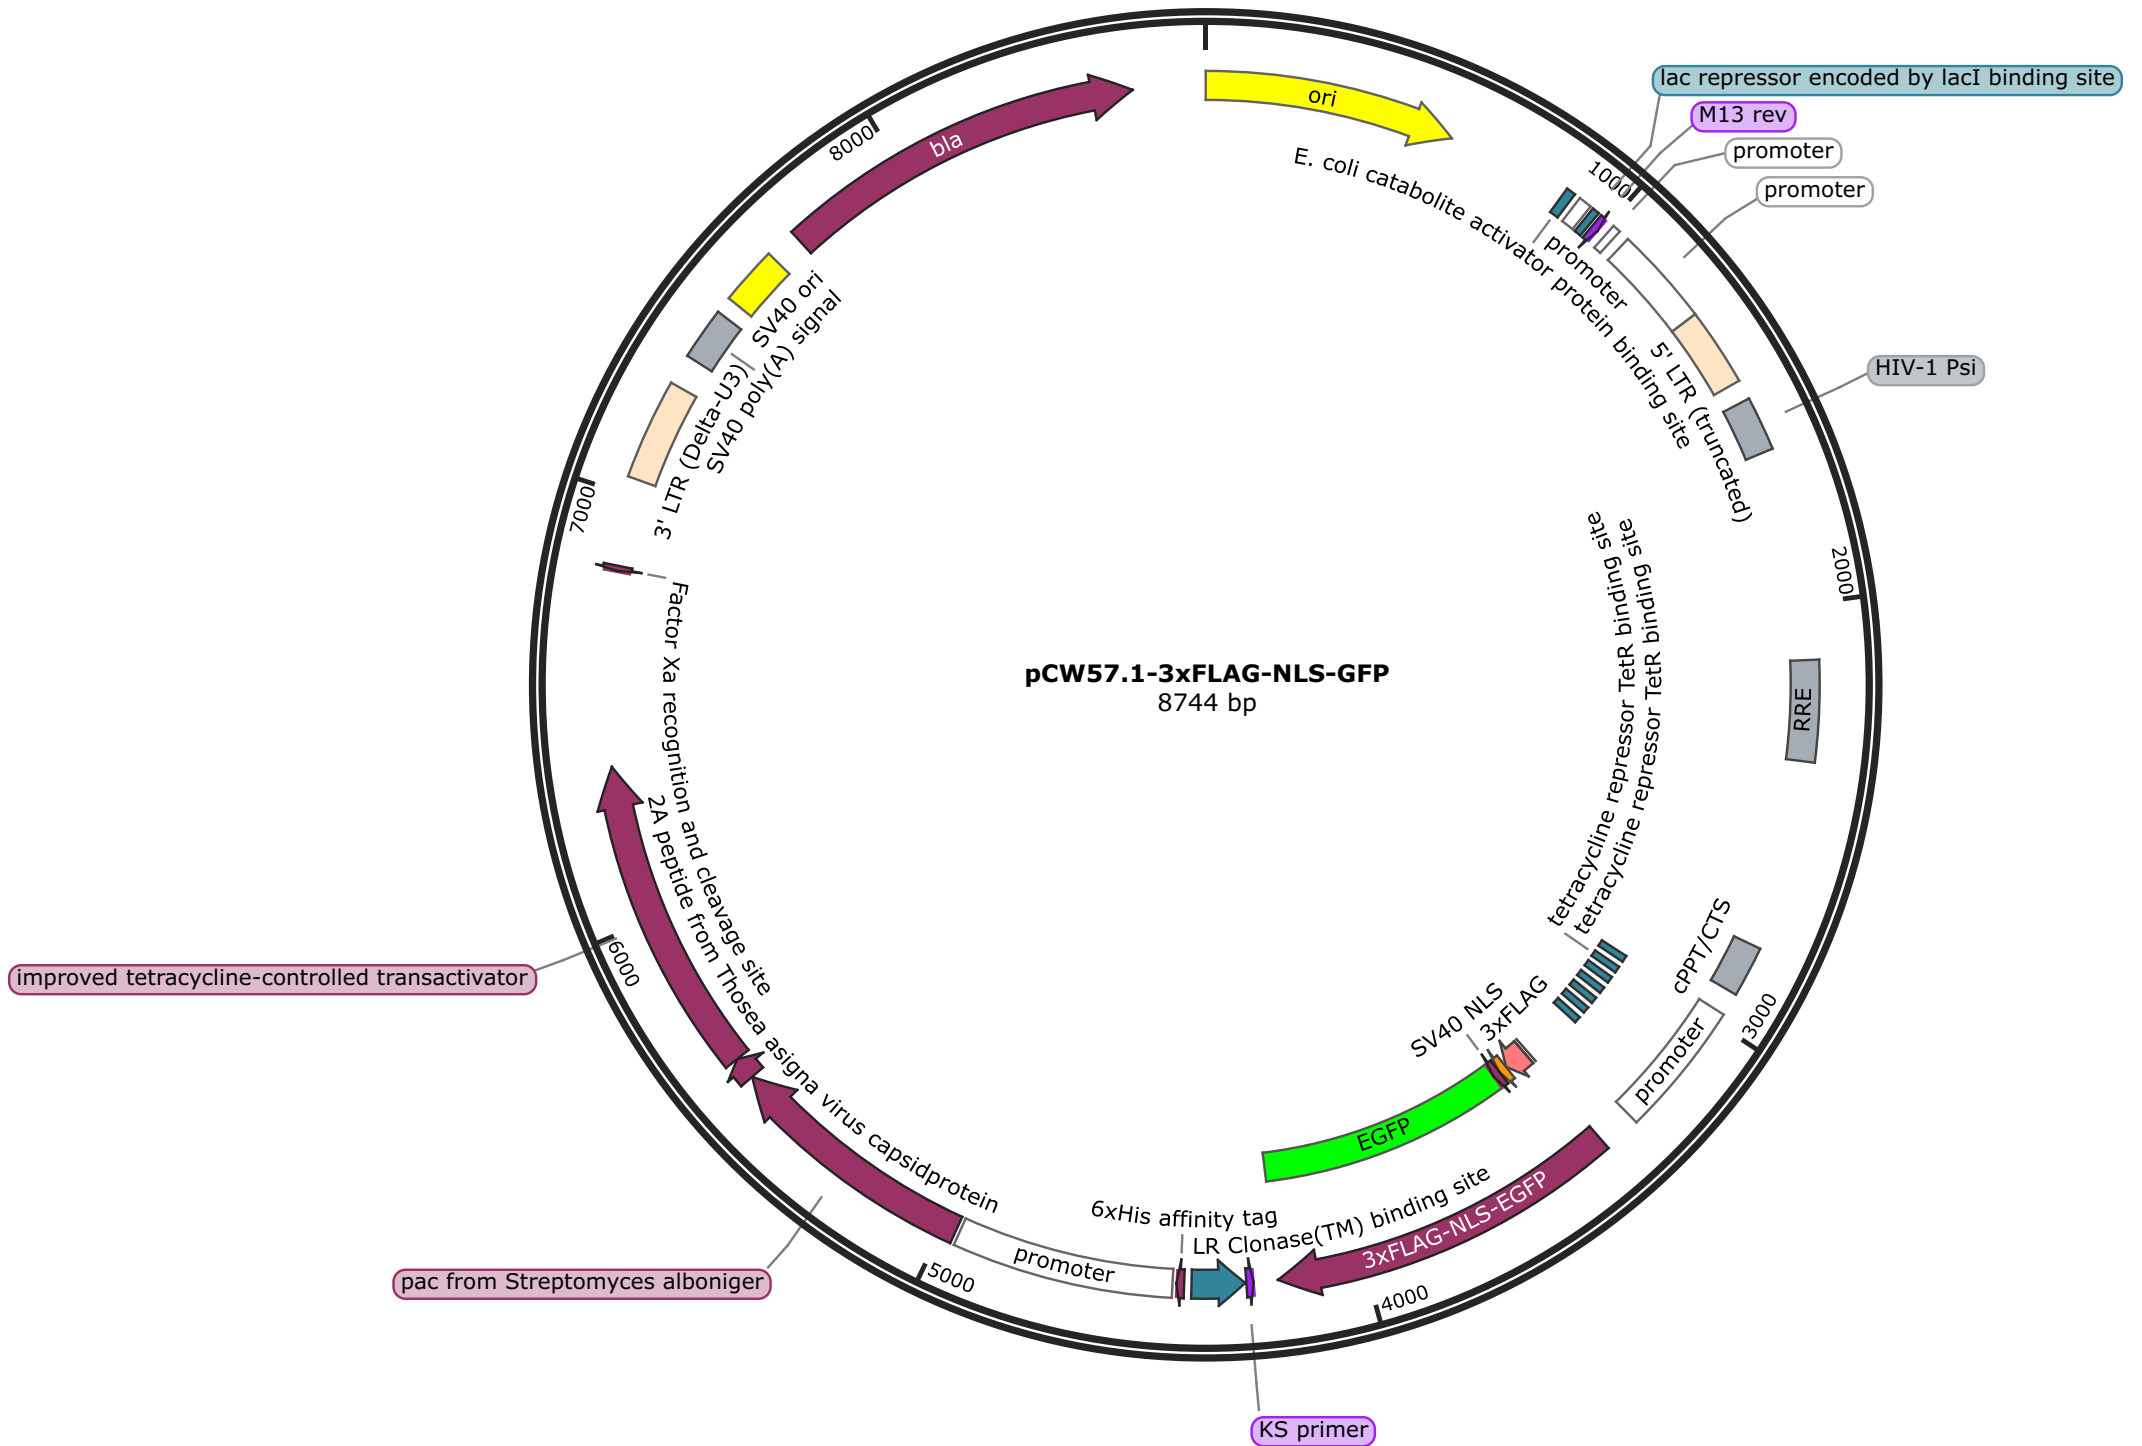 lac repressor encoded by lacI binding site
M13 rev
promoter
promoter
ori
bla
8000
1000
E. coli catabolite activator protein binding site
promoter
5' LTR (truncated)
HIV-1 Psi
SV40 ori
SV40 poly(A) signal
3' LTR (Delta-U3)
7000
2000
Factor Xa recognition and cleavage site
pCW57.1-3xFLAG-NLS-GFP
8744 bp
RRE
tetracycline repressor TetR binding site
tetracycline repressor TetR binding site
2A peptide from Thosea asigna virus capsidprotein
cPPT/CTS
improved tetracycline-controlled transactivator
6000
SV40 NLS
3xFLAG
3000
promoter
EGFP
3xFLAG-NLS-EGFP
6xHis affinity tag
LR Clonase(TM) binding site
promoter
pac from Streptomyces alboniger
5000
4000
KS primer